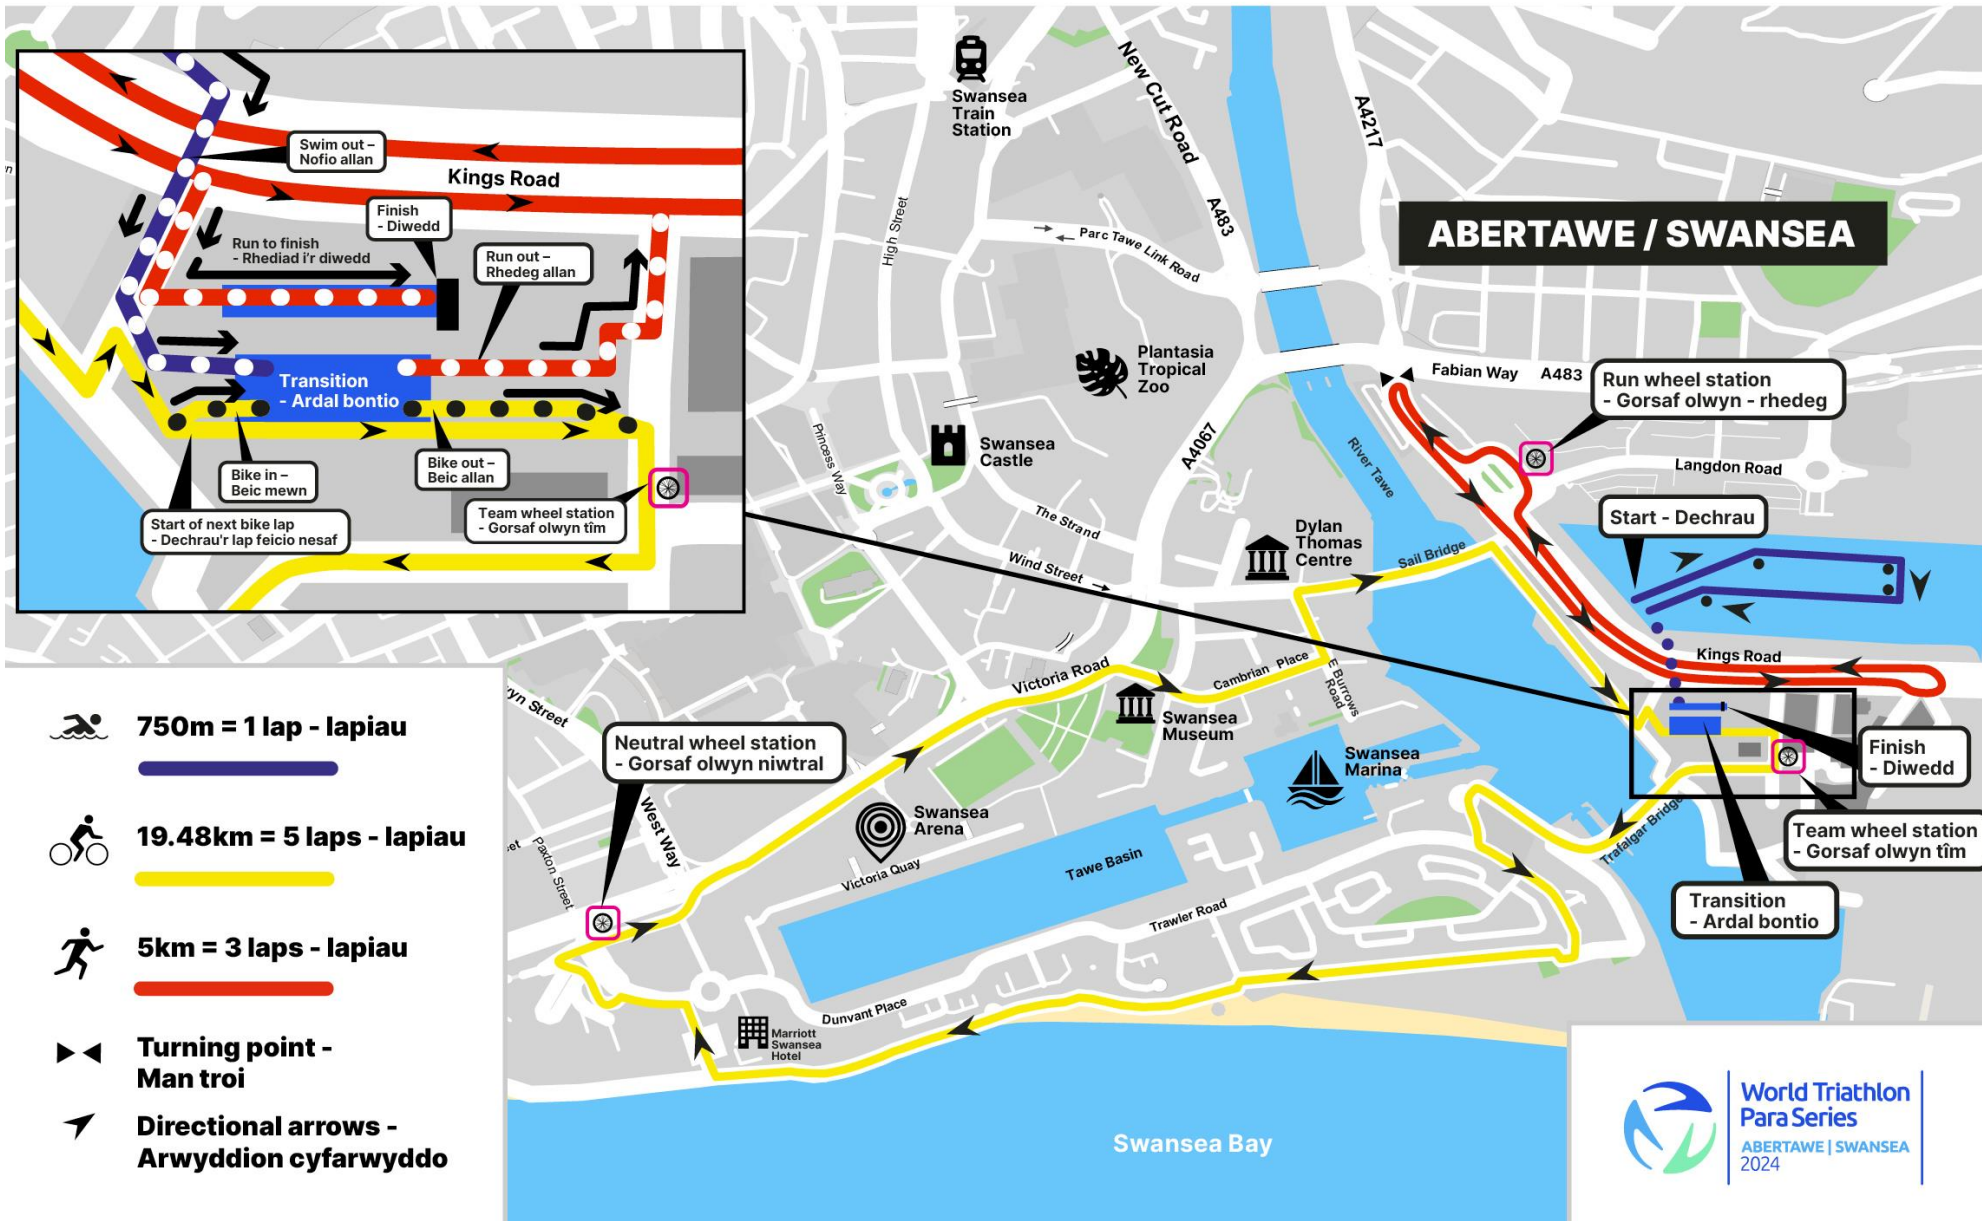 Swim out –
Nofio allan
Kings Road
Finish
- Diwedd
Run to finish
- Rhediad i'r diwedd
Run out –
Rhedeg allan
Transition
- Ardal bontio
Bike in –
Beic mewn
Bike out –
Beic allan
Team wheel station
- Gorsaf olwyn tîm
Start of next bike lap
- Dechrau'r lap feicio nesaf
Swansea
Train
Station
New Cut Road
A483
A4217
ABERTAWE / SWANSEA
High Street
Parc Tawe Link Road
Plantasia
Tropical
Zoo
Fabian Way
A483
Run wheel station
- Gorsaf olwyn - rhedeg
Princess Way
Swansea
Castle
A4067
River Tawe
Langdon Road
The Strand
Dylan
Thomas
Centre
Start - Dechrau
Wind Street
Sail Bridge
Kings Road
Victoria Road
Cambrian Place
E Burrows
Road
Swansea
Museum
Swansea
Marina
Finish
- Diwedd
Neutral wheel station
- Gorsaf olwyn niwtral
West Way
Paxton Street
Swansea
Arena
Victoria Quay
Tawe Basin
Trafalgar Bridge
Team wheel station
- Gorsaf olwyn tîm
Transition
- Ardal bontio
Trawler Road
Dunvant Place
Marriott
Swansea
Hotel
Swansea Bay
750m = 1 lap - lapiau
19.48km = 5 laps - lapiau
5km = 3 laps - lapiau
Turning point -
Man troi
Directional arrows -
Arwyddion cyfarwyddo
World Triathlon
Para Series
ABERTAWE | SWANSEA
2024